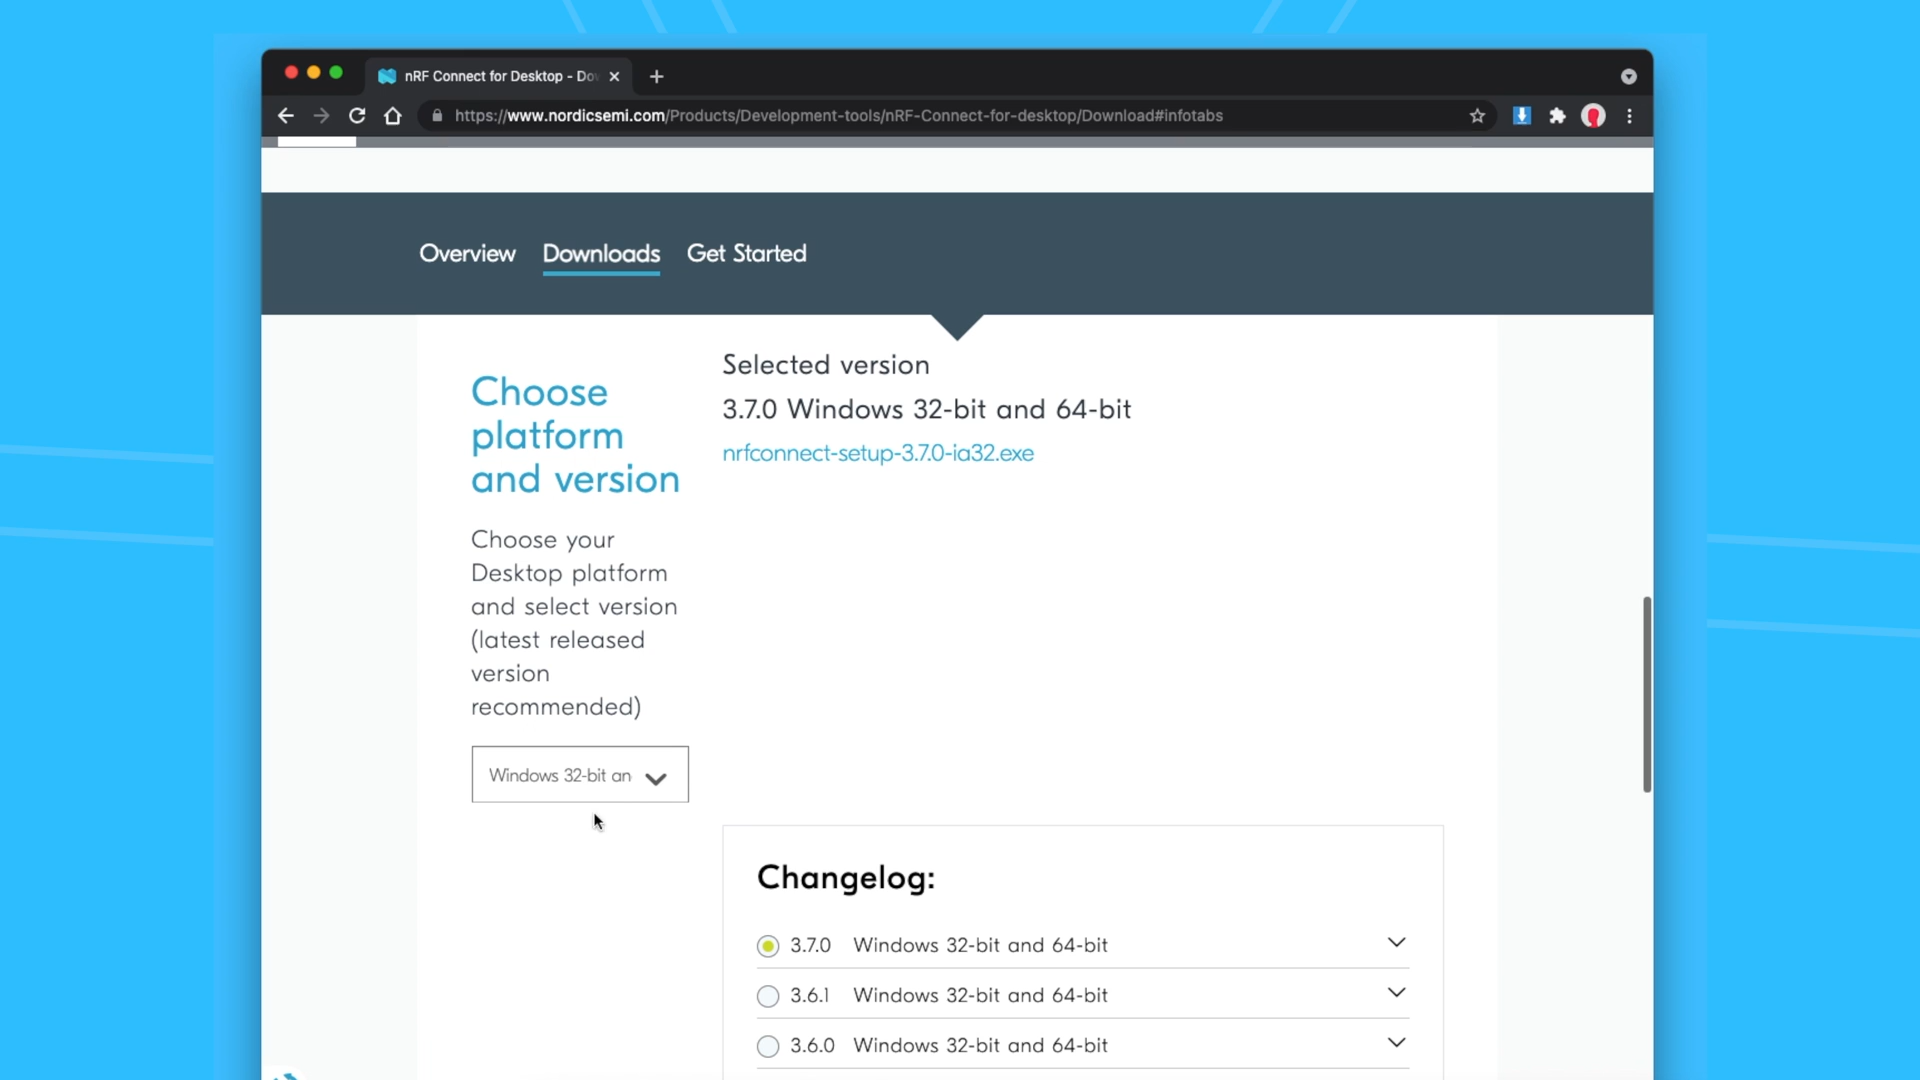 nRF Connect for Desktop - Do
https://www.nordicsemi.com/Products/Development-tools/nRF-Connect-for-desktop/Download#infotabs
Overview Downloads Get Started
Choose
platform
and version
Choose your
Desktop platform
and select version
(latest released
version
recommended)
Windows 32-bit an
Selected version
3.7.0 Windows 32-bit and 64-bit
nrfconnect-setup-3.7.0-ia32.exe
Changelog:
3.7.0 Windows 32-bit and 64-bit
3.6.1 Windows 32-bit and 64-bit
3.6.0 Windows 32-bit and 64-bit